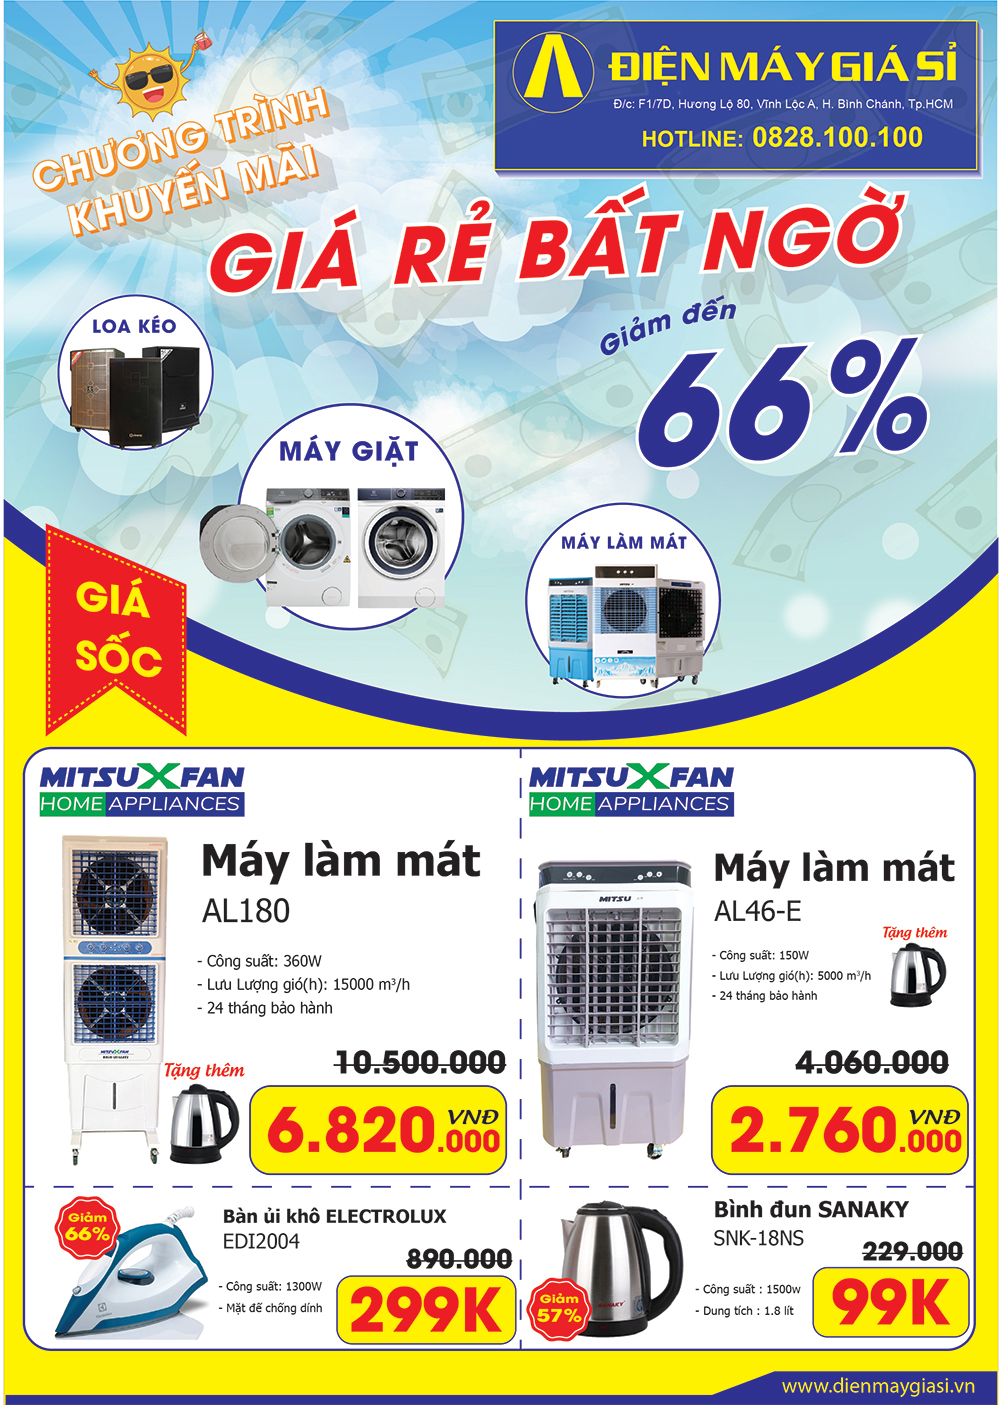 ĐIỆN MÁY GIÁ SỈ
Đ/c: F1/7D, Hương Lộ 80, Vĩnh Lộc A, H. Bình Chánh, Tp.HCM
HOTLINE: 0828.100.100
CHƯƠNG TRÌNH
KHUYẾN MÃI
GIÁ RẺ BẤT NGỜ
Giảm đến
66%
LOA KÉO
MÁY GIẶT
MÁY LÀM MÁT
GIÁ
SỐC
MITSUXFAN
HOME APPLIANCES
Máy làm mát
AL180
- Công suất: 360W
- Lưu Lượng gió(h): 15000 m³/h
- 24 tháng bảo hành
MITSUXFAN
Tặng thêm
10.500.000
6.820.000 VNĐ
MITSUXFAN
HOME APPLIANCES
Máy làm mát
AL46-E
MITSU
Tặng thêm
- Công suất: 150W
- Lưu Lượng gió(h): 5000 m³/h
- 24 tháng bảo hành
4.060.000
2.760.000 VNĐ
Giảm
66%
Bàn ủi khô ELECTROLUX
EDI2004
890.000
- Công suất: 1300W
- Mặt đế chống dính
299K
Bình đun SANAKY
SNK-18NS
229.000
Giảm
57%
SANAKY
- Công suất : 1500w
- Dung tích : 1.8 lít
99K
www.dienmaygiasi.vn